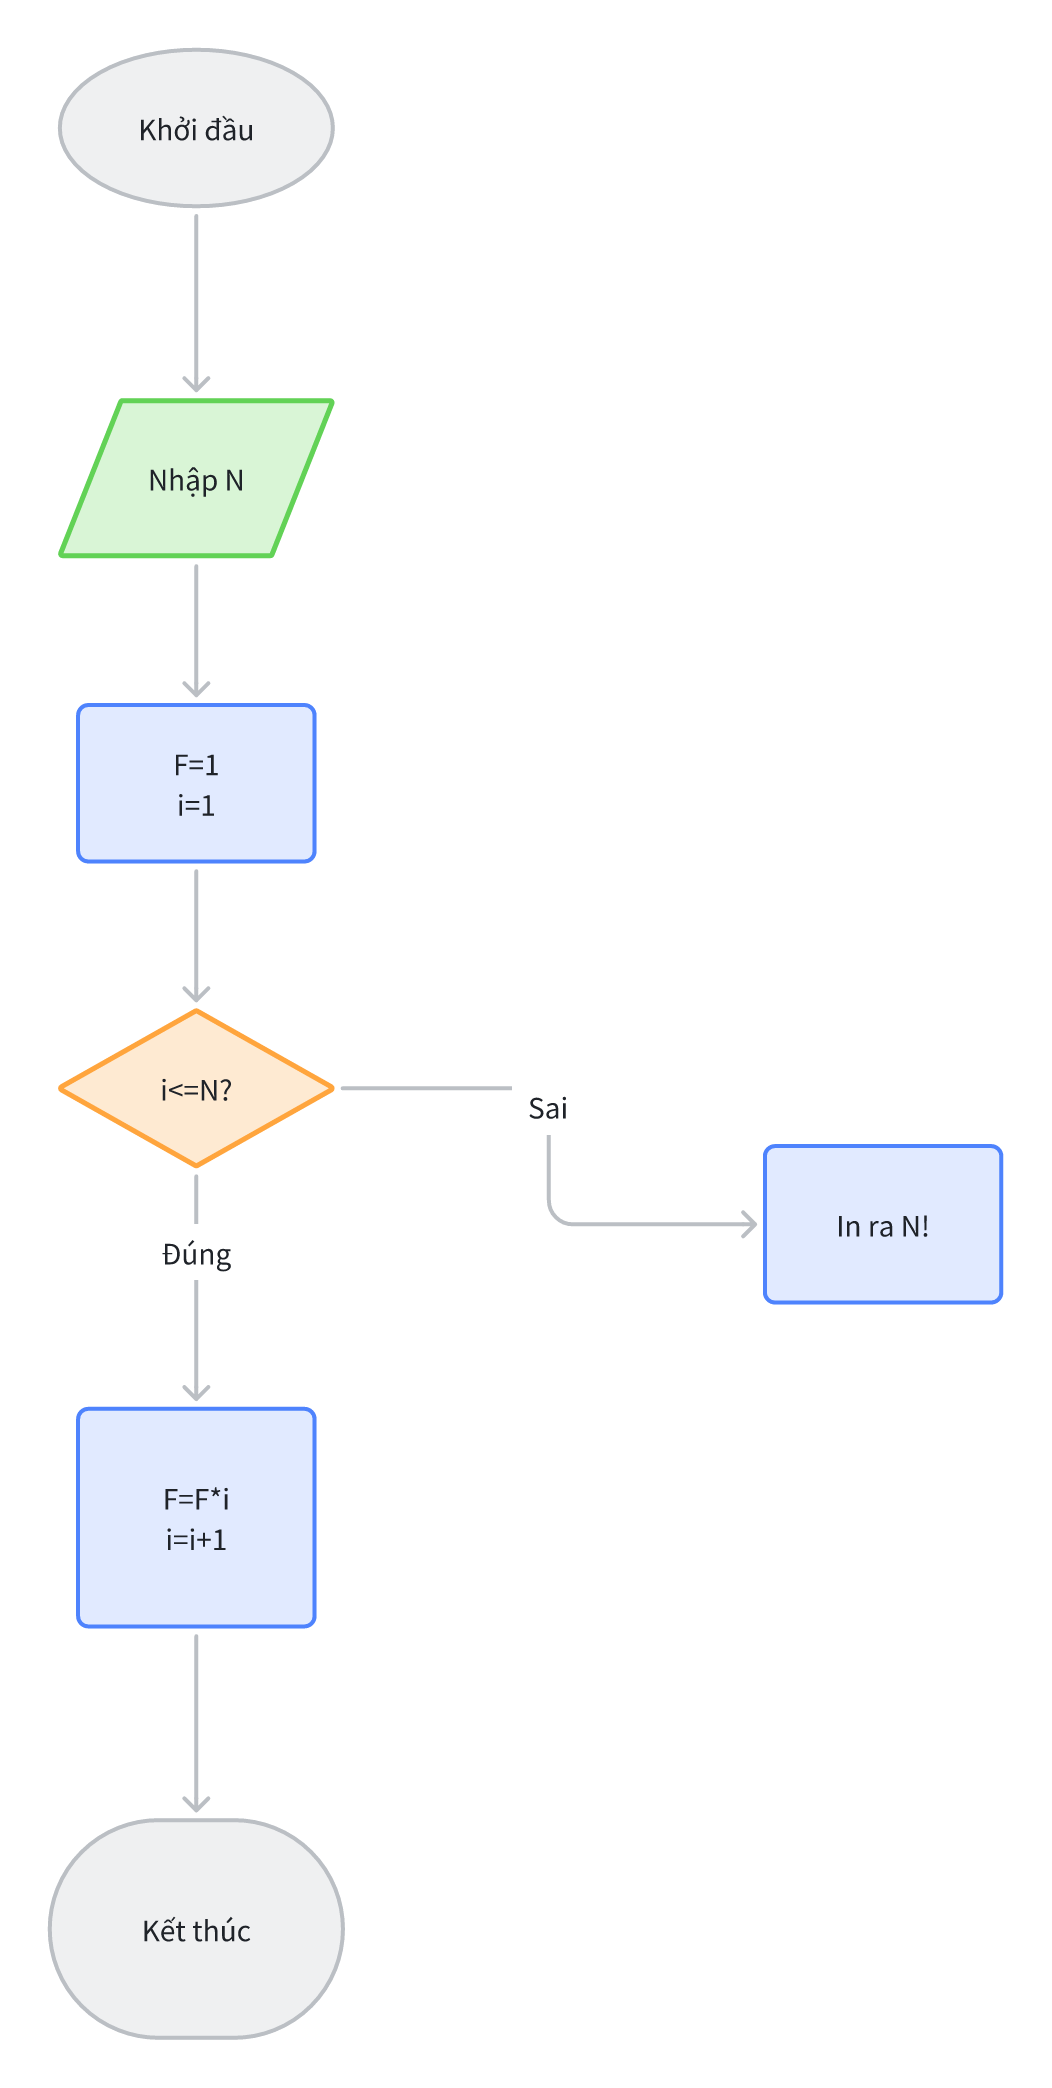 Khởi đầu
Nhập N
F=1
i=1
i<=N?
Sai
In ra N!
Đúng
F=F*i
i=i+1
Kết thúc